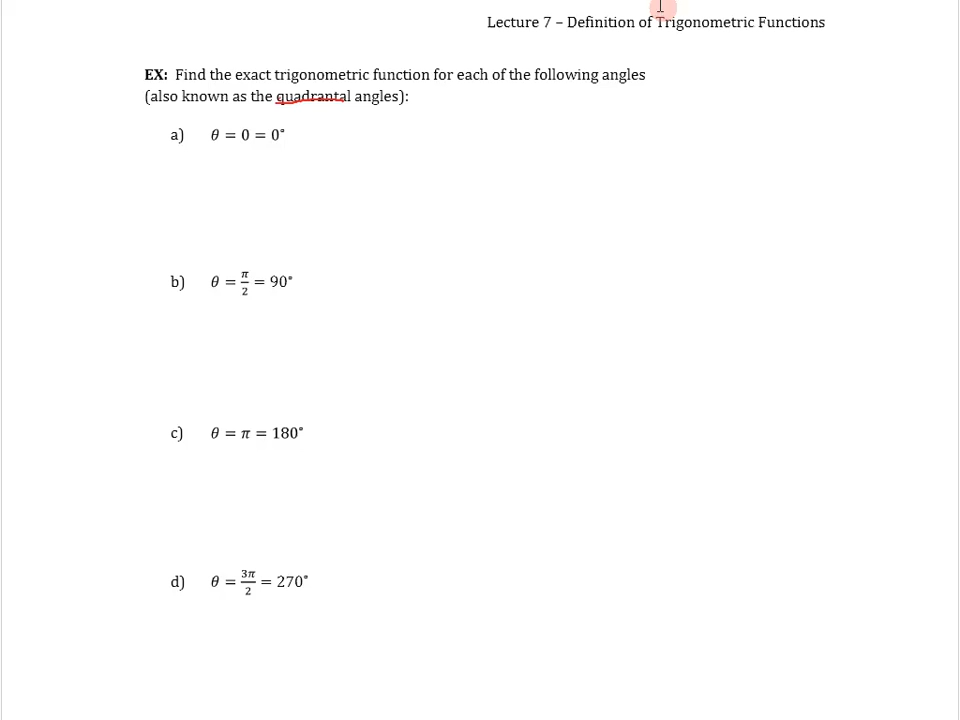 Lecture 7 – Definition of Trigonometric Functions
EX: Find the exact trigonometric function for each of the following angles
(also known as the quadrantal angles):
a) θ = 0 = 0°
b) θ = π/2 = 90°
c) θ = π = 180°
d) θ = 3π/2 = 270°